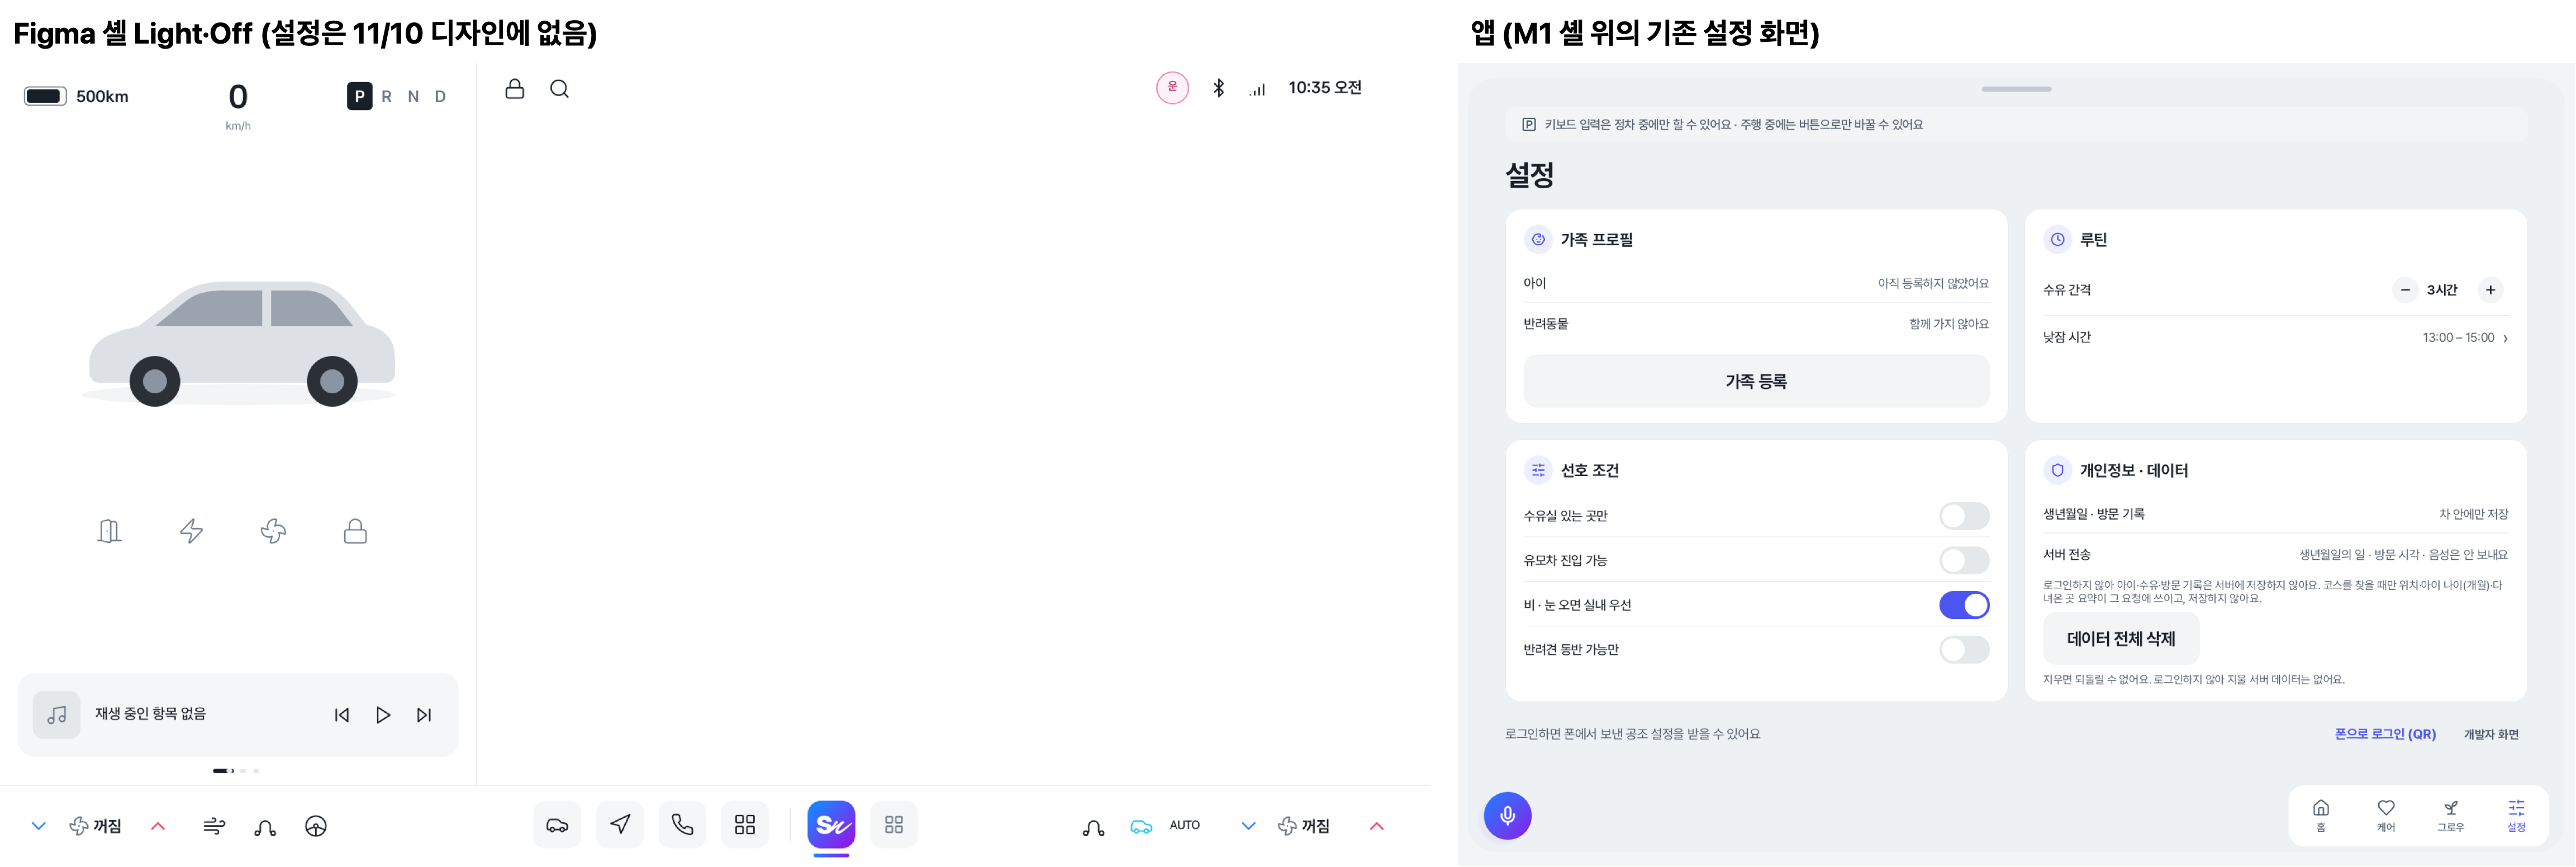 Figma 셸 Light·Off (설정은 11/10 디자인에 없음)
500km
0
km/h
P R N D
운
10:35 오전
재생 중인 항목 없음
꺼짐
Sw
AUTO
꺼짐
앱 (M1 셸 위의 기존 설정 화면)
P 키보드 입력은 정차 중에만 할 수 있어요 · 주행 중에는 버튼으로만 바꿀 수 있어요
설정
가족 프로필
아이 아직 등록하지 않았어요
반려동물 함께 가지 않아요
가족 등록
루틴
수유 간격 − 3시간 +
낮잠 시간 13:00 – 15:00 ›
선호 조건
수유실 있는 곳만
유모차 진입 가능
비 · 눈 오면 실내 우선
반려견 동반 가능만
개인정보 · 데이터
생년월일 · 방문 기록 차 안에만 저장
서버 전송 생년월일의 일 · 방문 시각 · 음성은 안 보내요
로그인하지 않아 아이·수유·방문 기록은 서버에 저장하지 않아요. 코스를 찾을 때만 위치·아이 나이(개월)·다
녀온 곳 요약이 그 요청에 쓰이고, 저장하지 않아요.
데이터 전체 삭제
지우면 되돌릴 수 없어요. 로그인하지 않아 지울 서버 데이터는 없어요.
로그인하면 폰에서 보낸 공조 설정을 받을 수 있어요
폰으로 로그인 (QR) 개발자 화면
홈 케어 그로우 설정